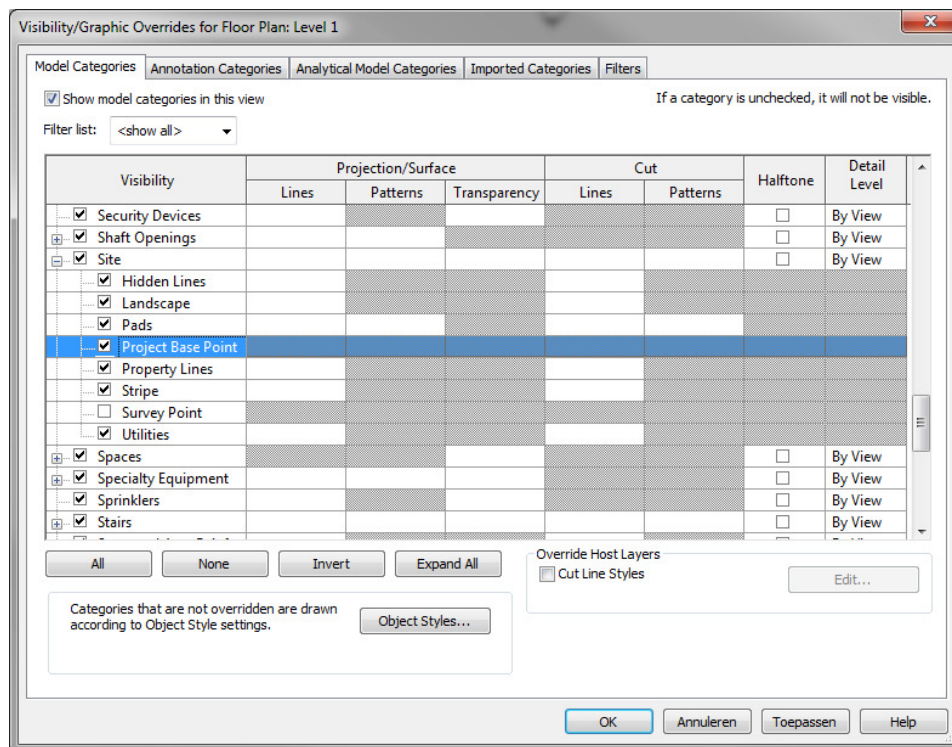 Visibility/Graphic Overrides for Floor Plan: Level 1
Model Categories Annotation Categories Analytical Model Categories Imported Categories Filters
Show model categories in this view If a category is unchecked, it will not be visible.
Filter list: <show all>
Visibility Projection/Surface Cut Halftone Detail Level
Lines Patterns Transparency Lines Patterns
Security Devices By View
Shaft Openings By View
Site By View
Hidden Lines
Landscape
Pads
Project Base Point
Property Lines
Stripe
Survey Point
Utilities
Spaces By View
Specialty Equipment By View
Sprinklers By View
Stairs By View
All None Invert Expand All
Override Host Layers
Cut Line Styles Edit...
Categories that are not overridden are drawn
according to Object Style settings.
Object Styles...
OK Annuleren Toepassen Help